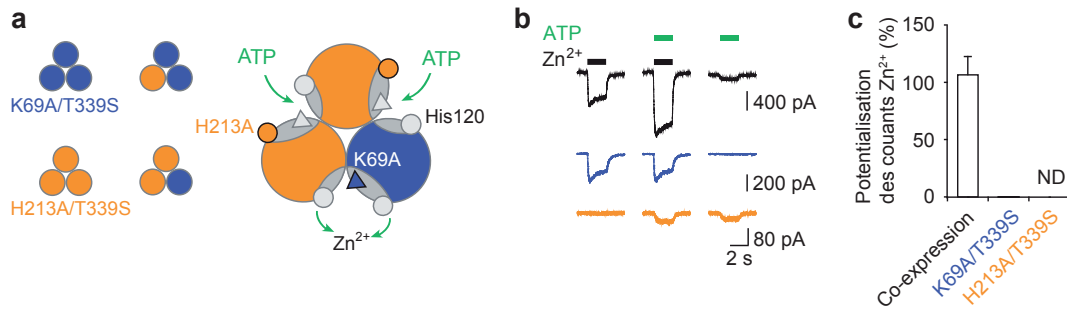 a
K69A/T339S
H213A/T339S
ATP
ATP
His120
H213A
K69A
Zn²⁺
b
ATP
Zn²⁺
400 pA
200 pA
80 pA
2 s
c
Potentialisation
des couants Zn²⁺ (%)
150
100
50
0
ND
Co-expression
K69A/T339S
H213A/T339S